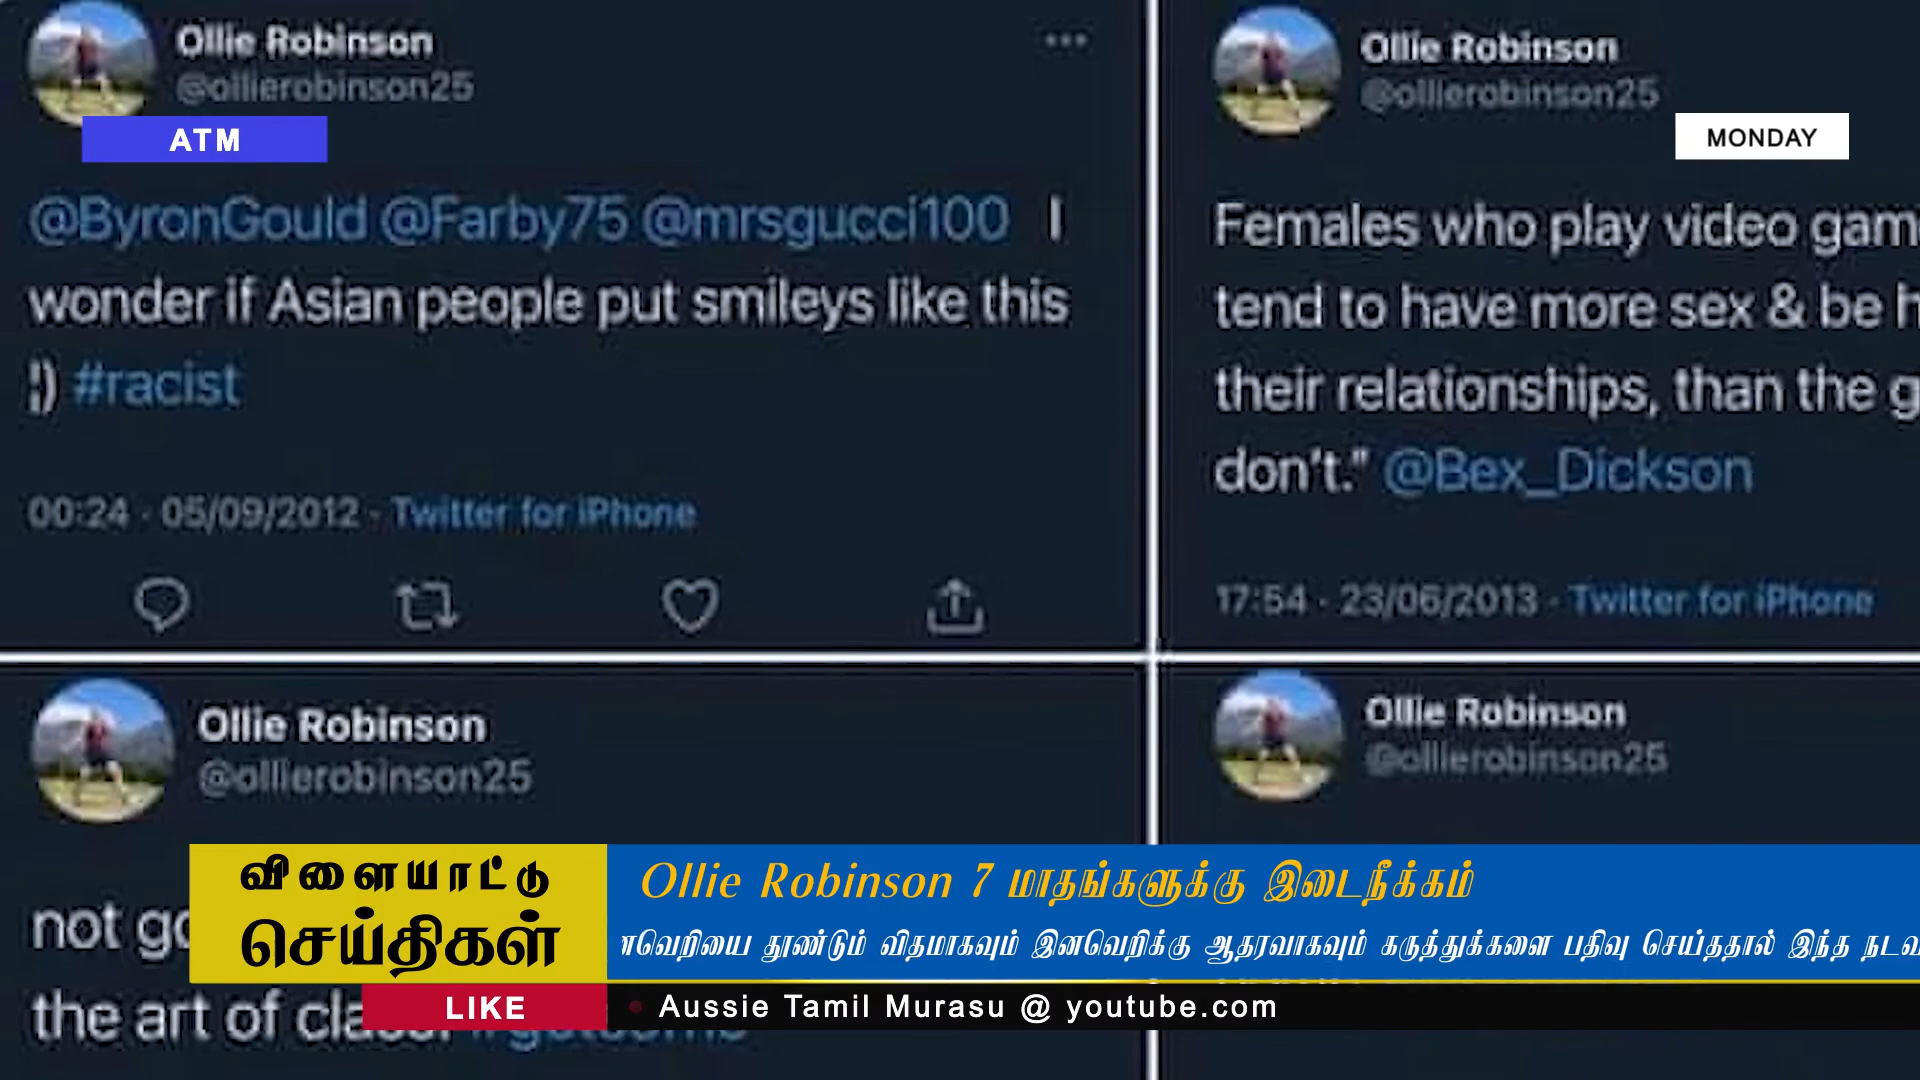 Ollie Robinson
@ollierobinson25
ATM
@ByronGould @Farby75 @mrsgucci100 I
wonder if Asian people put smileys like this
¦) #racist
00:24 · 05/09/2012 · Twitter for iPhone
Ollie Robinson
@ollierobinson25
MONDAY
Females who play video gam
tend to have more sex & be h
their relationships, than the g
don't." @Bex_Dickson
17:54 · 23/06/2013 · Twitter for iPhone
Ollie Robinson
@ollierobinson25
not go
the art of clas
Ollie Robinson
@ollierobinson25
விளையாட்டு
செய்திகள்
Ollie Robinson 7 மாதங்களுக்கு இடைநீக்கம்
னவெறியை தூண்டும் விதமாகவும் இனவெறிக்கு ஆதரவாகவும் கருத்துக்களை பதிவு செய்ததால் இந்த நடவ
LIKE
• Aussie Tamil Murasu @ youtube.com